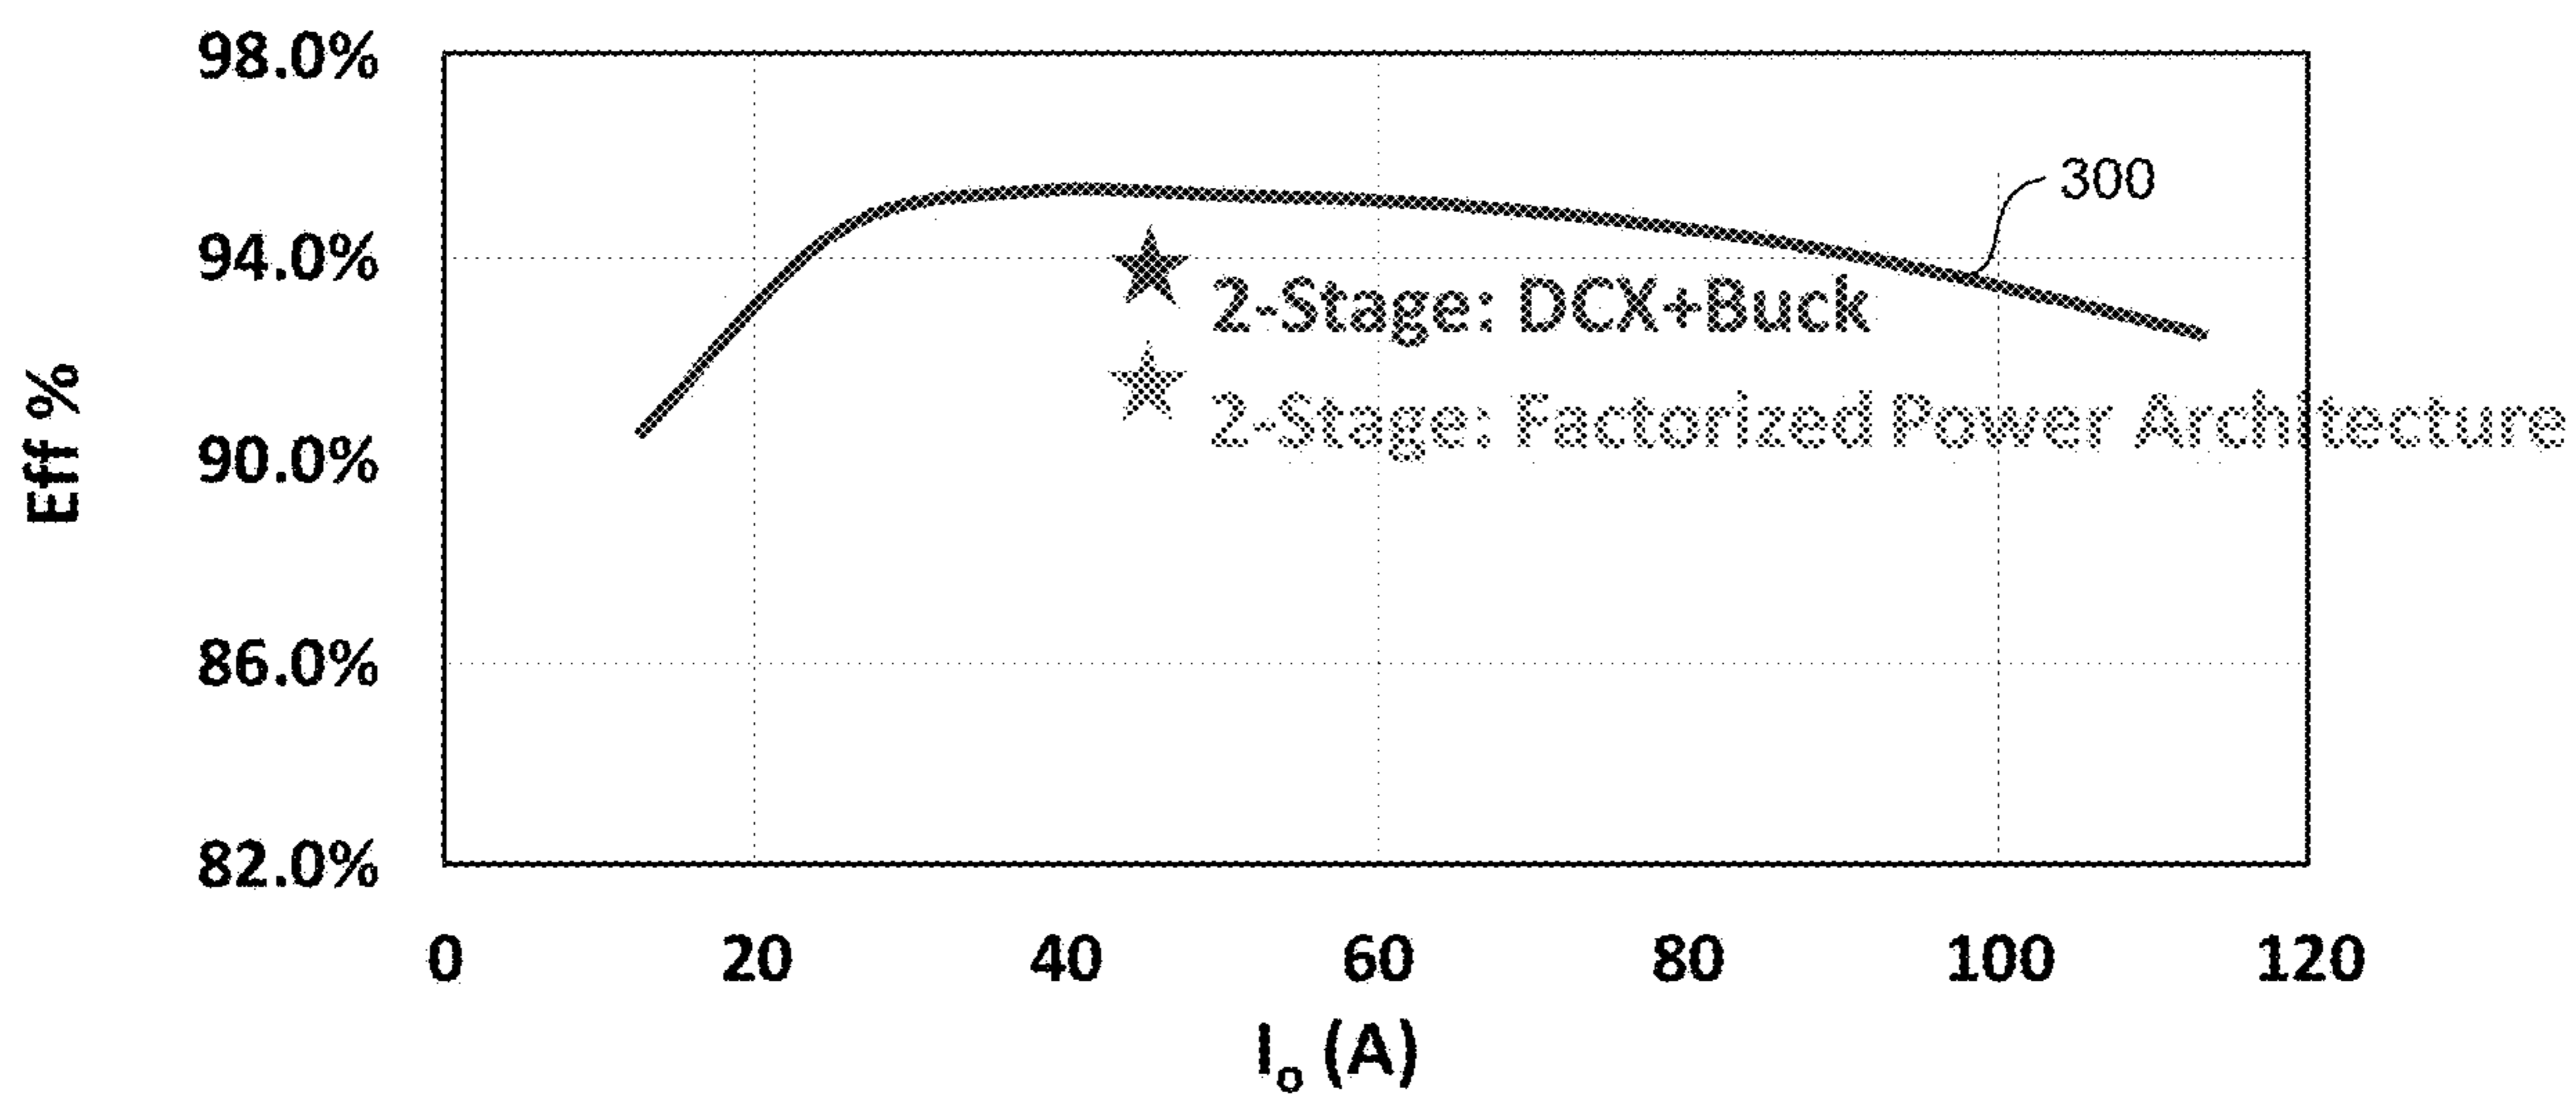 98.0%
300
94.0%
2-Stage: DCX+Buck
2-Stage: Factorized Power Architecture
Eff %
90.0%
86.0%
82.0%
0 20 40 60 80 100 120
Io (A)